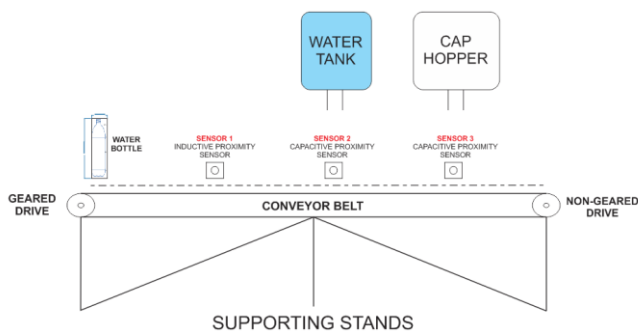 WATER
TANK
CAP
HOPPER
WATER
BOTTLE
SENSOR 1
INDUCTIVE PROXIMITY
SENSOR
SENSOR 2
CAPACITIVE PROXIMITY
SENSOR
SENSOR 3
CAPACITIVE PROXIMITY
SENSOR
GEARED
DRIVE
CONVEYOR BELT
NON-GEARED
DRIVE
SUPPORTING STANDS